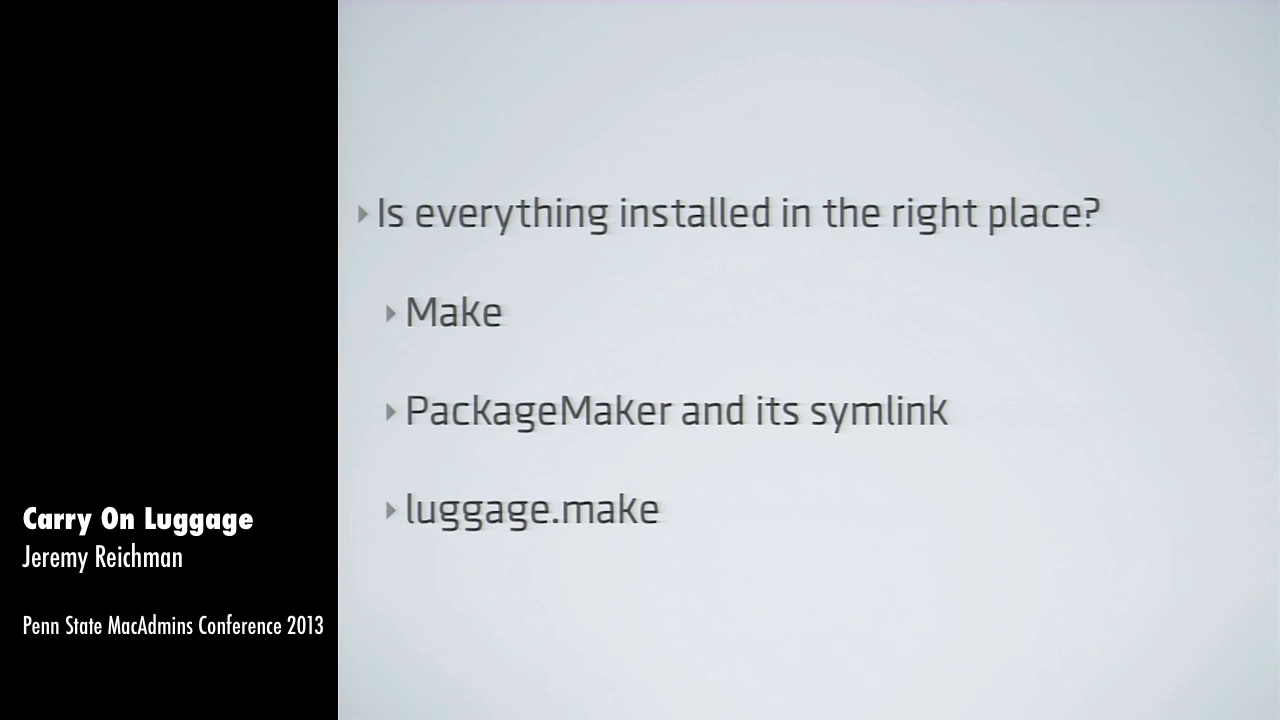 Is everything installed in the right place?
Make
PackageMaker and its symlink
luggage.make
Carry On Luggage
Jeremy Reichman
Penn State MacAdmins Conference 2013